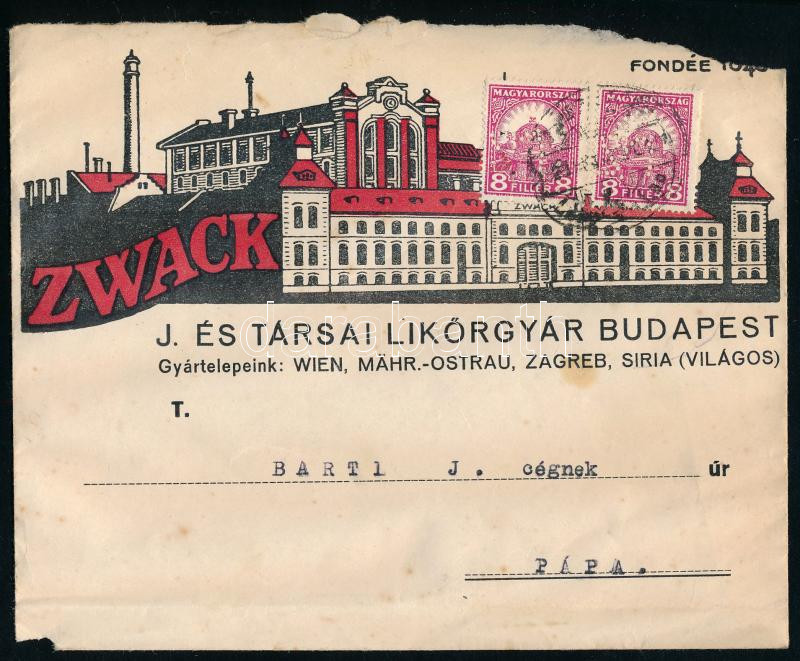 FONDÉE
MAGYARORSZÁG MAGYARORSZÁG
8 FILLÉR 8 8 FILLÉR 8
ZWACK
ZWACK
J. ÉS TÁRSAI LIKŐRGYÁR BUDAPEST
Gyártelepeink: WIEN, MÄHR.-OSTRAU, ZAGREB, SIRIA (VILÁGOS)
T.
BARTl J. cégnek úr
PÁPA.